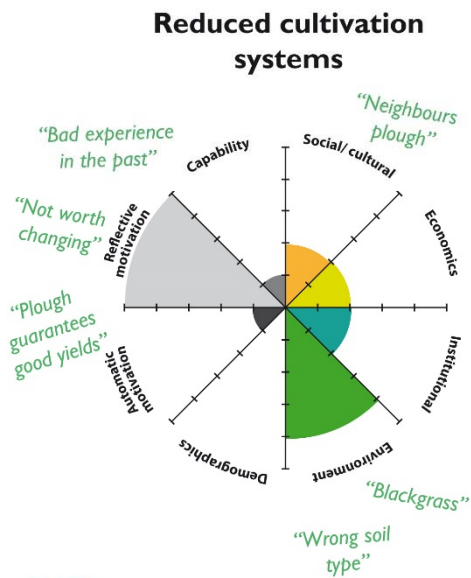 Reduced cultivation
systems
“Neighbours
plough”
“Bad experience
in the past”
Capability
Social/ cultural
“Not worth
changing”
Reflective
motivation
Economics
“Plough
guarantees
good yields”
Automatic
motivation
Institutional
Demographics
Environment
“Blackgrass”
“Wrong soil
type”